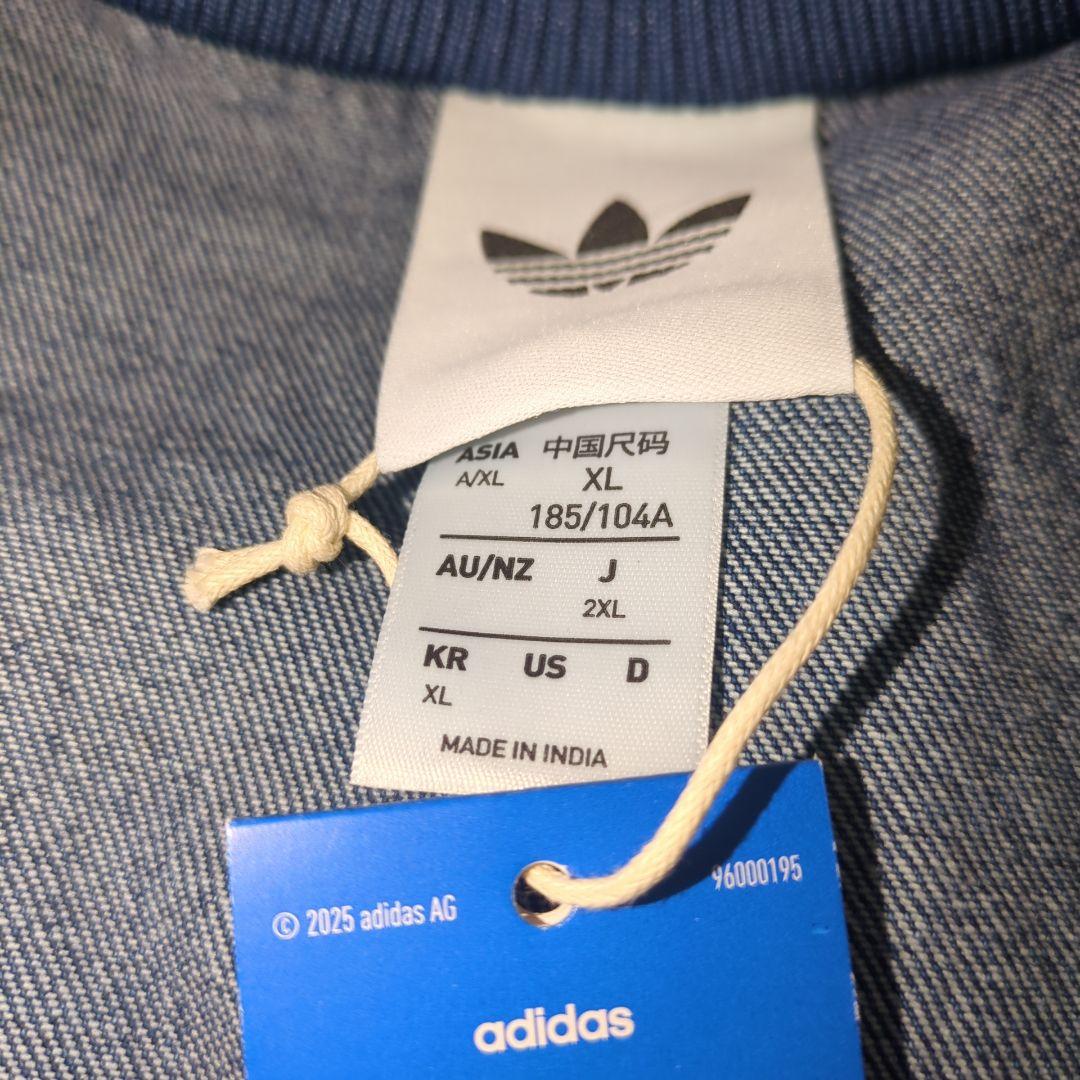 ASIA 中国尺码
A/XL XL
185/104A
AU/NZ J
2XL
KR US D
XL
MADE IN INDIA
© 2025 adidas AG 96000195
adidas